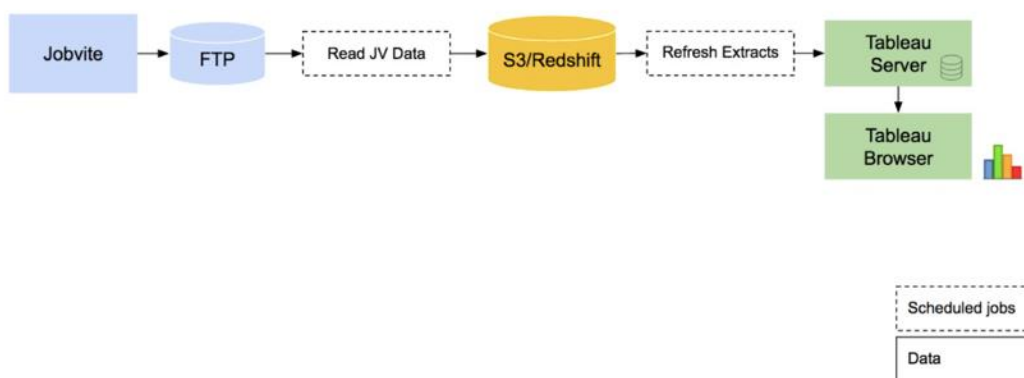 Jobvite
FTP
Read JV Data
S3/Redshift
Refresh Extracts
Tableau
Server
Tableau
Browser
Scheduled jobs
Data